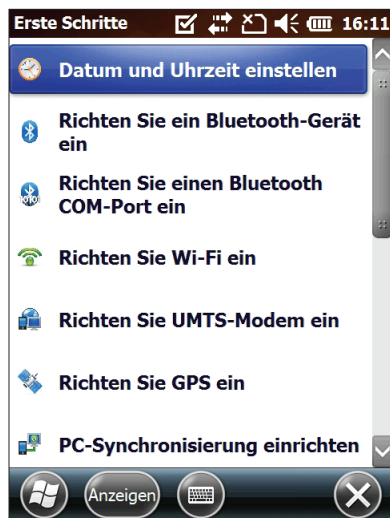 Erste Schritte 16:11
Datum und Uhrzeit einstellen
Richten Sie ein Bluetooth-Gerät
ein
Richten Sie einen Bluetooth
COM-Port ein
Richten Sie Wi-Fi ein
Richten Sie UMTS-Modem ein
Richten Sie GPS ein
PC-Synchronisierung einrichten
Anzeigen